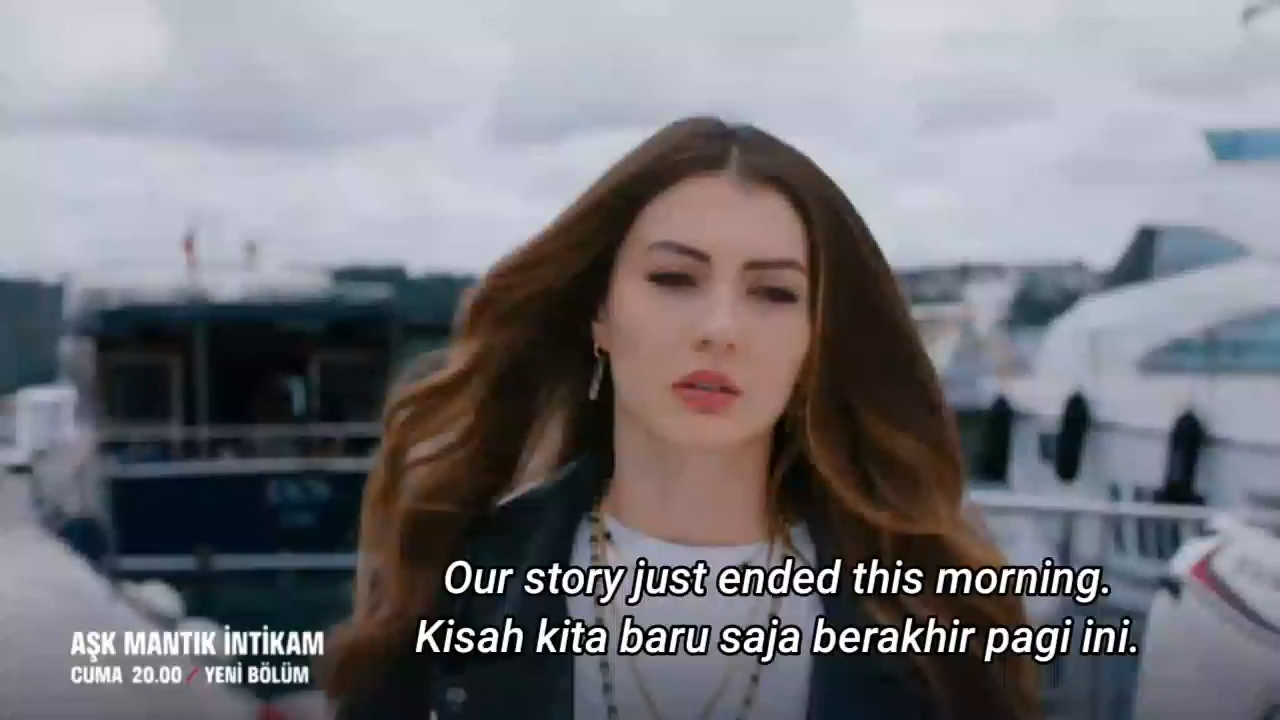 Our story just ended this morning.
Kisah kita baru saja berakhir pagi ini.
AŞK MANTIK İNTİKAM
CUMA 20.00 / YENİ BÖLÜM